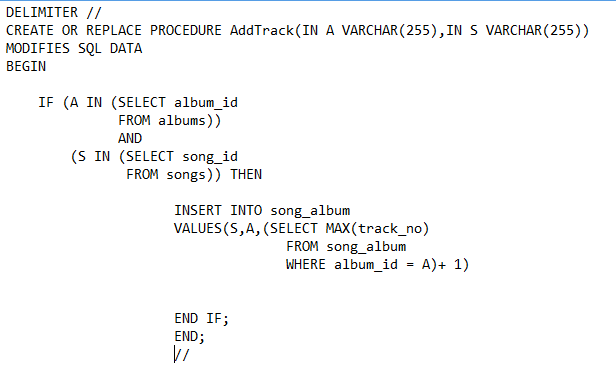 DELIMITER //
CREATE OR REPLACE PROCEDURE AddTrack(IN A VARCHAR(255),IN S VARCHAR(255))
MODIFIES SQL DATA
BEGIN
IF (A IN (SELECT album_id
FROM albums))
AND
(S IN (SELECT song_id
FROM songs)) THEN
INSERT INTO song_album
VALUES(S,A,(SELECT MAX(track_no)
FROM song_album
WHERE album_id = A)+ 1)
END IF;
END;
//